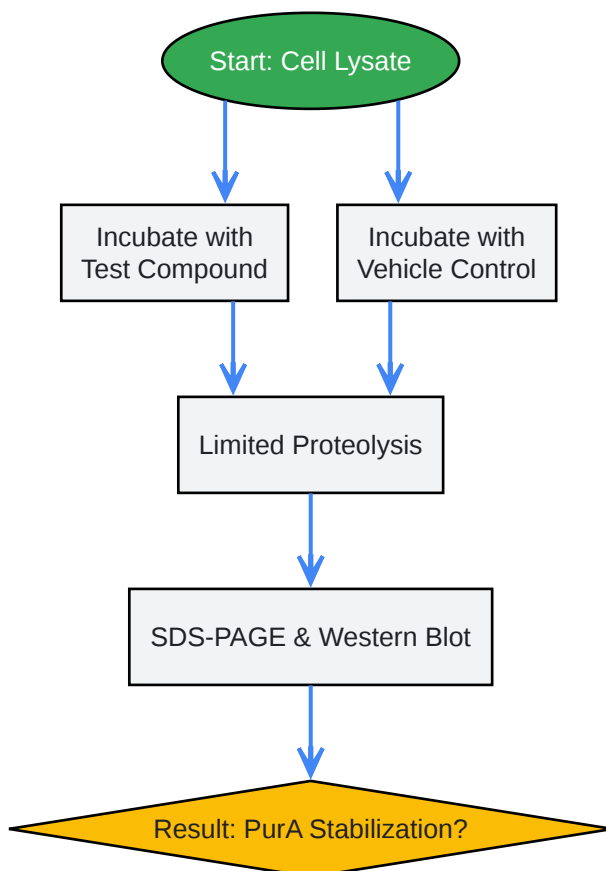 Start: Cell Lysate
Incubate with
Test Compound
Incubate with
Vehicle Control
Limited Proteolysis
SDS-PAGE & Western Blot
Result: PurA Stabilization?